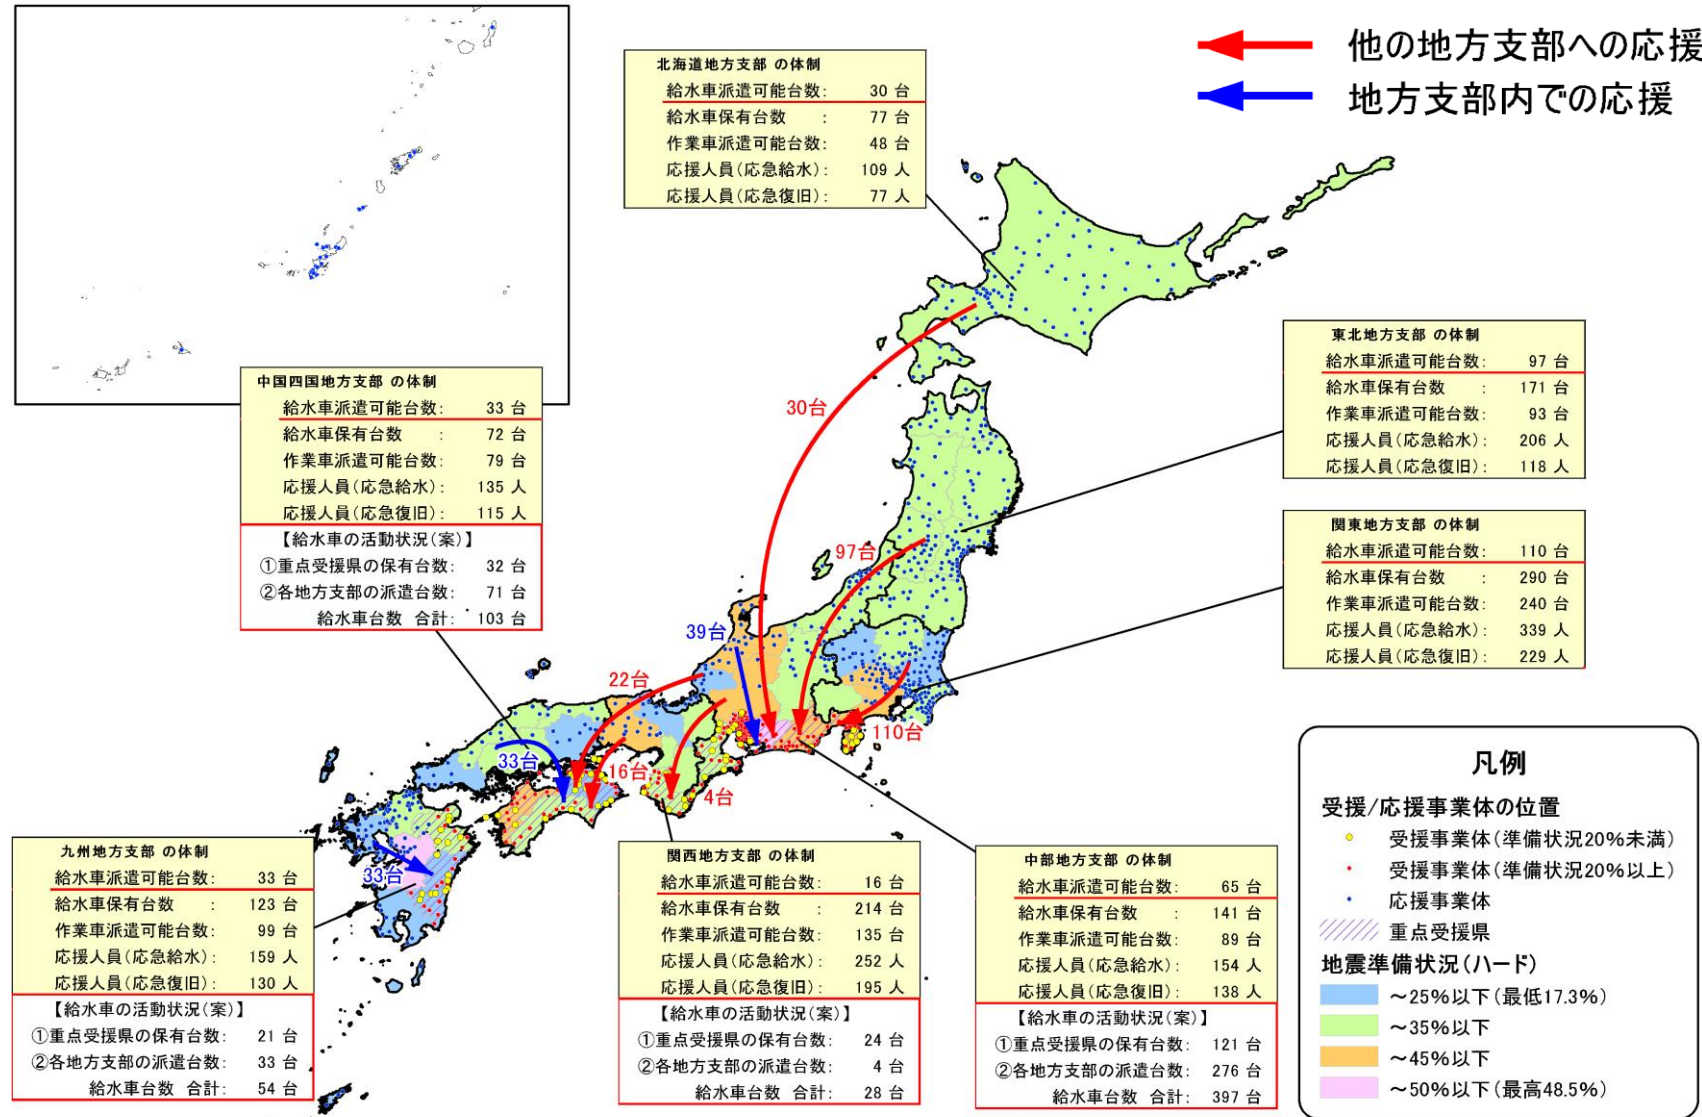 他の地方支部への応援
地方支部内での応援
北海道地方支部 の体制
給水車派遣可能台数: 30 台
給水車保有台数 : 77 台
作業車派遣可能台数: 48 台
応援人員(応急給水): 109 人
応援人員(応急復旧): 77 人
東北地方支部 の体制
給水車派遣可能台数: 97 台
給水車保有台数 : 171 台
作業車派遣可能台数: 93 台
応援人員(応急給水): 206 人
応援人員(応急復旧): 118 人
中国四国地方支部 の体制
給水車派遣可能台数: 33 台
給水車保有台数 : 72 台
作業車派遣可能台数: 79 台
応援人員(応急給水): 135 人
応援人員(応急復旧): 115 人
【給水車の活動状況(案)】
①重点受援県の保有台数: 32 台
②各地方支部の派遣台数: 71 台
給水車台数 合計: 103 台
関東地方支部 の体制
給水車派遣可能台数: 110 台
給水車保有台数 : 290 台
作業車派遣可能台数: 240 台
応援人員(応急給水): 339 人
応援人員(応急復旧): 229 人
30台
97台
39台
22台
110台
33台
16台
4台
33台
九州地方支部 の体制
給水車派遣可能台数: 33 台
給水車保有台数 : 123 台
作業車派遣可能台数: 99 台
応援人員(応急給水): 159 人
応援人員(応急復旧): 130 人
【給水車の活動状況(案)】
①重点受援県の保有台数: 21 台
②各地方支部の派遣台数: 33 台
給水車台数 合計: 54 台
関西地方支部 の体制
給水車派遣可能台数: 16 台
給水車保有台数 : 214 台
作業車派遣可能台数: 135 台
応援人員(応急給水): 252 人
応援人員(応急復旧): 195 人
【給水車の活動状況(案)】
①重点受援県の保有台数: 24 台
②各地方支部の派遣台数: 4 台
給水車台数 合計: 28 台
中部地方支部 の体制
給水車派遣可能台数: 65 台
給水車保有台数 : 141 台
作業車派遣可能台数: 89 台
応援人員(応急給水): 154 人
応援人員(応急復旧): 138 人
【給水車の活動状況(案)】
①重点受援県の保有台数: 121 台
②各地方支部の派遣台数: 276 台
給水車台数 合計: 397 台
凡例
受援/応援事業体の位置
受援事業体(準備状況20%未満)
受援事業体(準備状況20%以上)
応援事業体
重点受援県
地震準備状況(ハード)
～25%以下(最低17.3%)
～35%以下
～45%以下
～50%以下(最高48.5%)